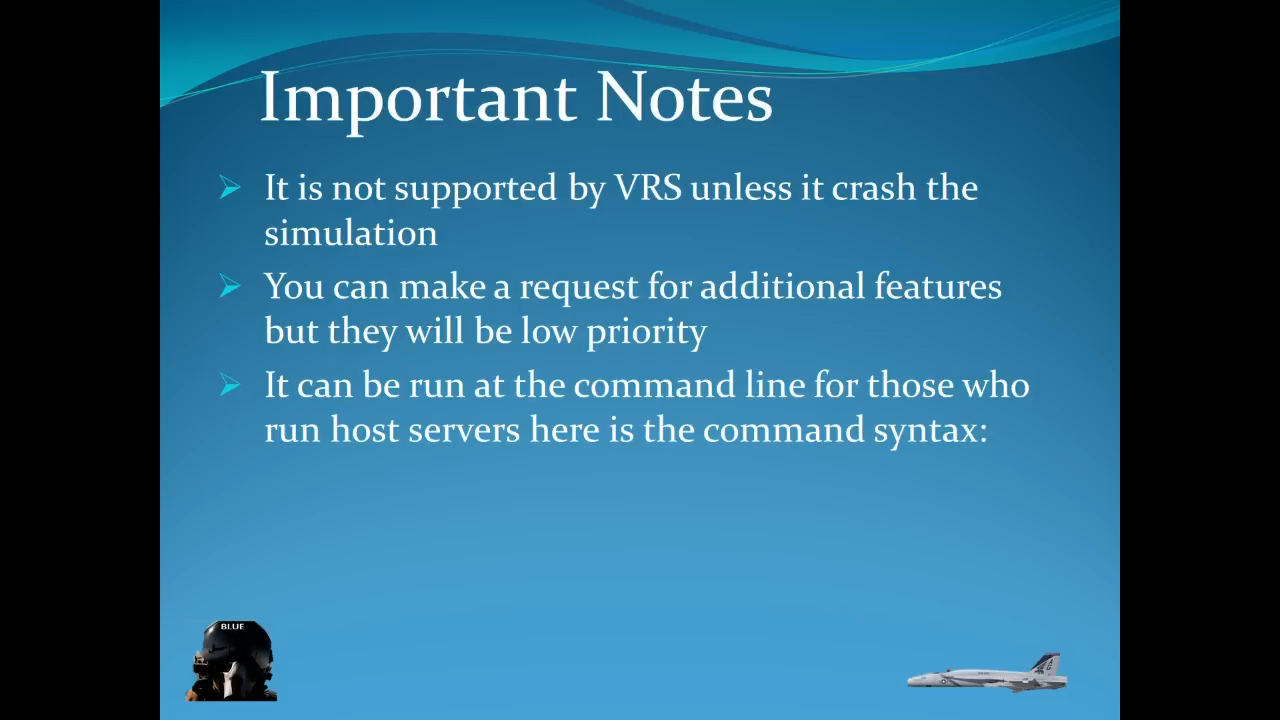 Important Notes
It is not supported by VRS unless it crash the
simulation
You can make a request for additional features
but they will be low priority
It can be run at the command line for those who
run host servers here is the command syntax:
BLUE